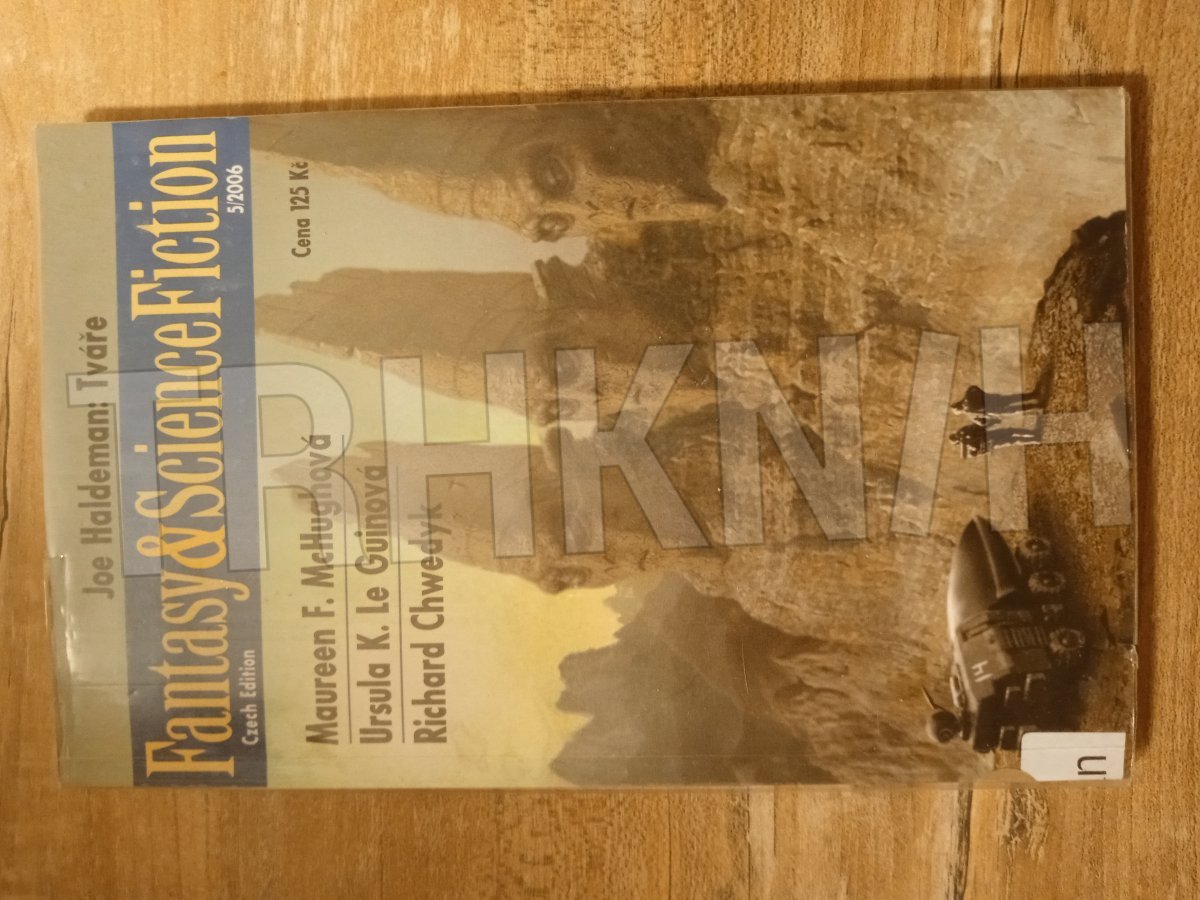 Joe Haldeman: Tváře
Fantasy&ScienceFiction
Czech Edition
5/2006
Cena 125 Kč
Maureen F. McHughová
Ursula K. Le Guinová
Richard Chwedyk
TRHKNIH